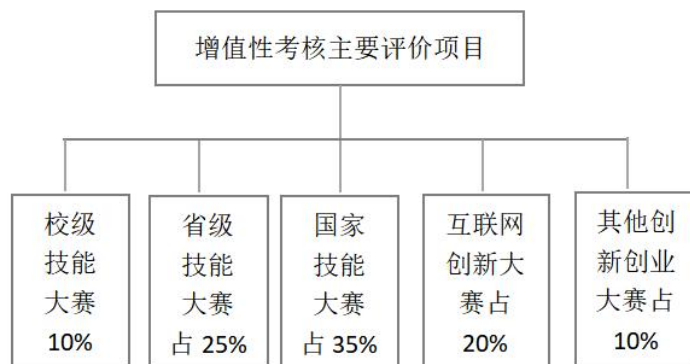 增值性考核主要评价项目
校级
技能
大赛
10%
省级
技能
大赛
占 25%
国家
技能
大赛
占 35%
互联网
创新大
赛占
20%
其他创
新创业
大赛占
10%